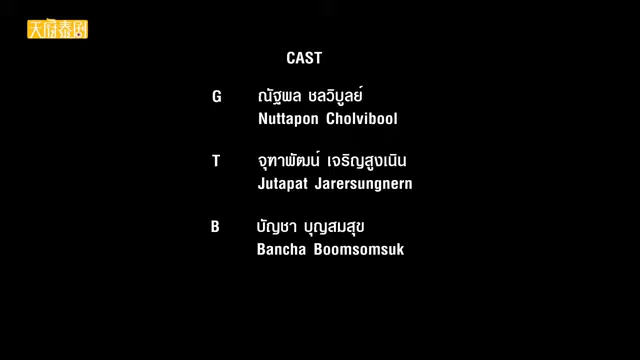 天府泰剧
CAST
G ณัฐพล ชลวิบูลย์
Nuttapon Cholvibool
T จุฑาพัฒน์ เจริญสูงเนิน
Jutapat Jarersungnern
B บัญชา บุญสมสุข
Bancha Boomsomsuk